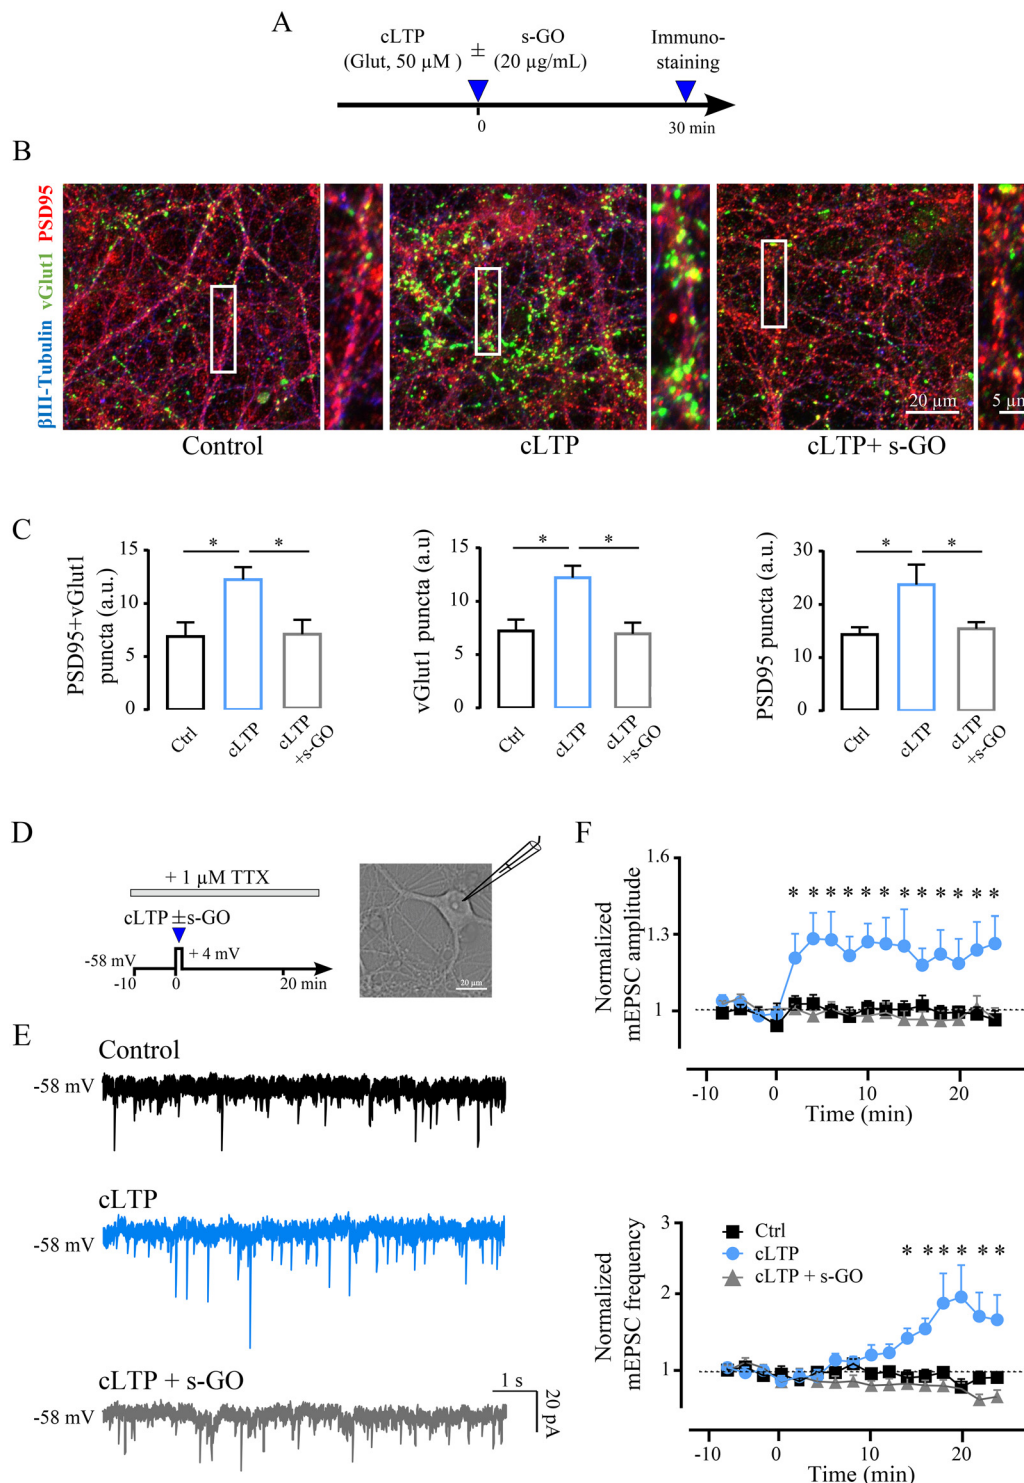 A
cLTP
(Glut, 50 µM )
±
s-GO
(20 µg/mL)
Immuno-
staining
0
30 min
B
βIII-Tubulin vGlut1 PSD95
20 µm
5 µm
Control
cLTP
cLTP+ s-GO
C
PSD95+vGlut1
puncta (a.u.)
15
10
5
0
*
*
Ctrl
cLTP
cLTP
+s-GO
vGlut1 puncta (a.u)
15
10
5
0
*
*
Ctrl
cLTP
cLTP
+s-GO
PSD95 puncta (a.u.)
30
20
10
0
*
*
Ctrl
cLTP
cLTP
+s-GO
D
+ 1 µM TTX
cLTP ±s-GO
-58 mV
+ 4 mV
-10
0
20 min
20 µm
E
Control
-58 mV
cLTP
-58 mV
cLTP + s-GO
-58 mV
1 s
20 pA
F
Normalized
mEPSC amplitude
1.6
1.3
1
* * * * * * * * * * * *
-10
0
10
20
Time (min)
Normalized
mEPSC frequency
3
2
1
Ctrl
cLTP
cLTP + s-GO
* * * * * *
-10
0
10
20
Time (min)